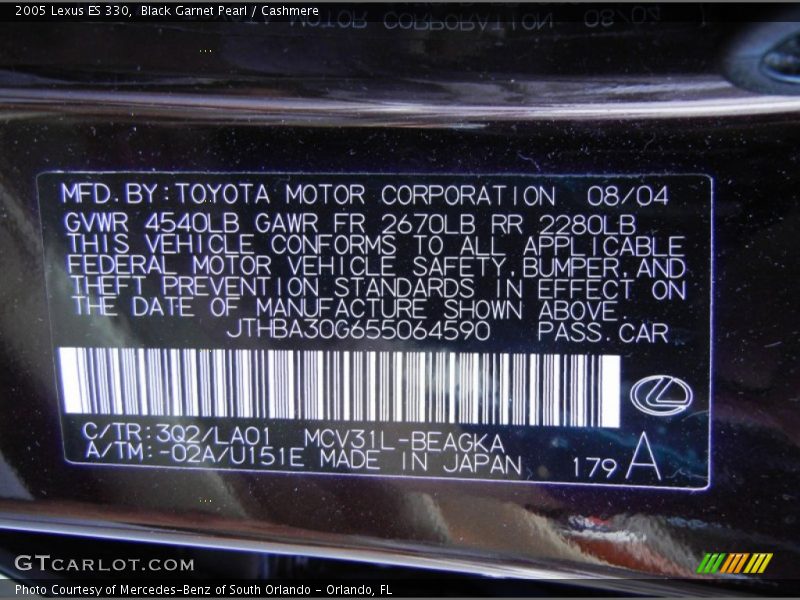 2005 Lexus ES 330, Black Garnet Pearl / Cashmere
MFD.BY:TOYOTA MOTOR CORPORATION 08/04
GVWR 4540LB GAWR FR 2670LB RR 2280LB
THIS VEHICLE CONFORMS TO ALL APPLICABLE
FEDERAL MOTOR VEHICLE SAFETY,BUMPER,AND
THEFT PREVENTION STANDARDS IN EFFECT ON
THE DATE OF MANUFACTURE SHOWN ABOVE.
JTHBA30G655064590 PASS.CAR
C/TR:3Q2/LA01 MCV31L-BEAGKA
A/TM:-02A/U151E MADE IN JAPAN 179 A
GTCARLOT.COM
Photo Courtesy of Mercedes-Benz of South Orlando - Orlando, FL